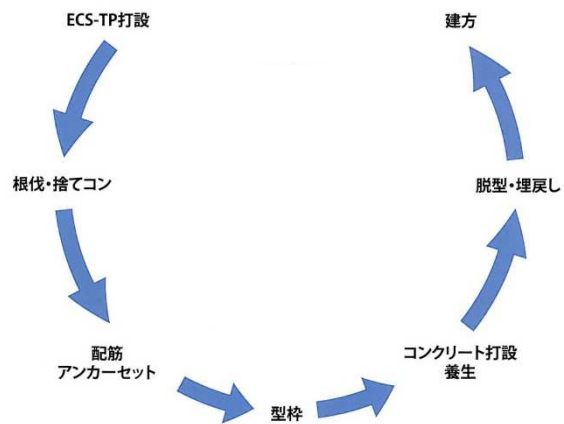 ECS-TP打設
根伐・捨てコン
配筋
アンカーセット
型枠
コンクリート打設
養生
脱型・埋戻し
建方